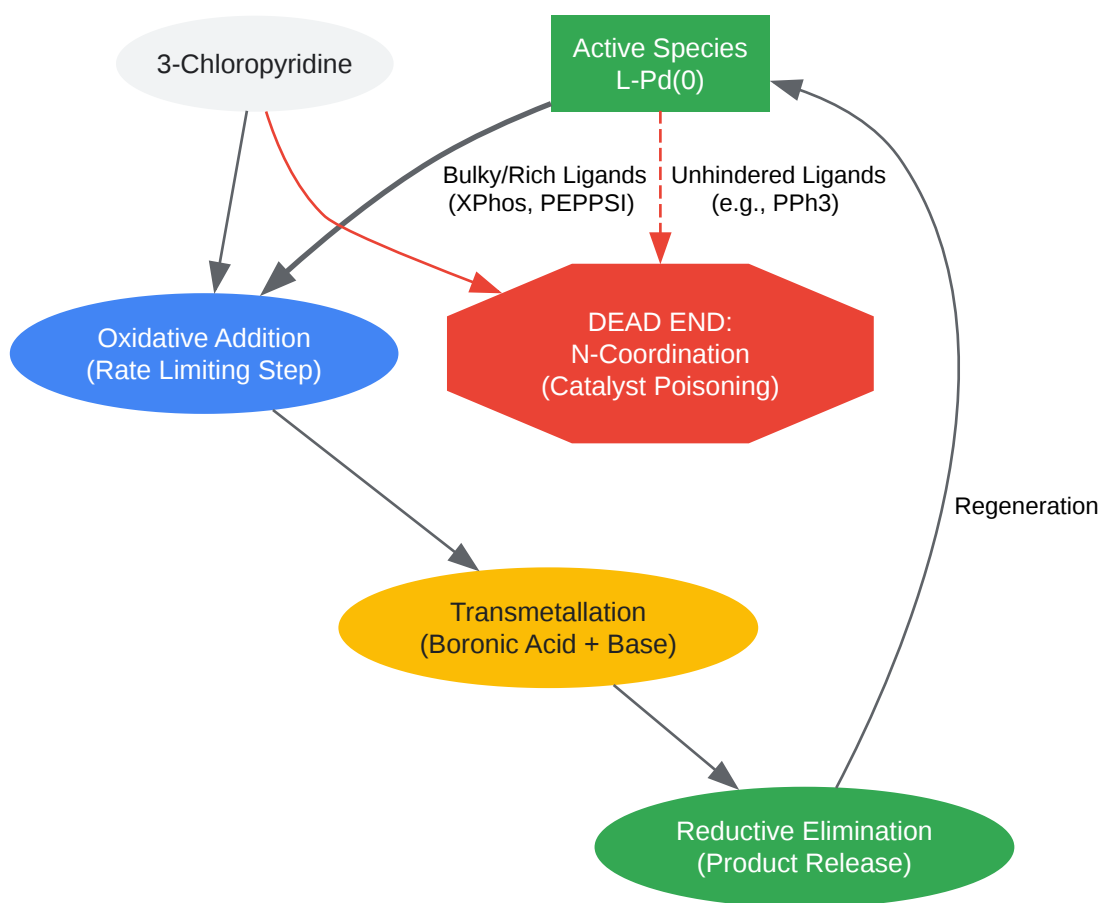 3-Chloropyridine
Active Species
L-Pd(0)
Bulky/Rich Ligands
(XPhos, PEPPSI)
Unhindered Ligands
(e.g., PPh3)
Oxidative Addition
(Rate Limiting Step)
DEAD END:
N-Coordination
(Catalyst Poisoning)
Regeneration
Transmetallation
(Boronic Acid + Base)
Reductive Elimination
(Product Release)